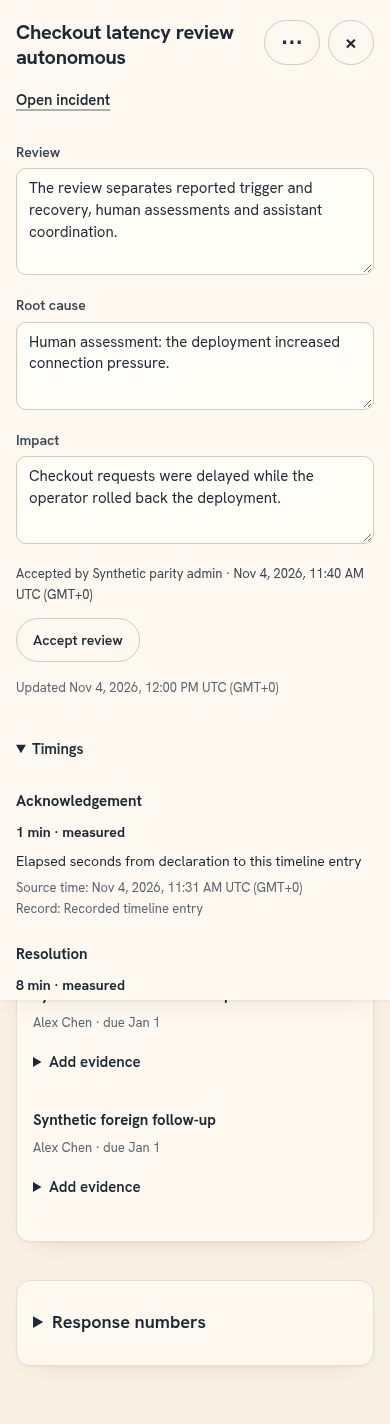 Checkout latency review
autonomous
Open incident
Review
The review separates reported trigger and
recovery, human assessments and assistant
coordination.
Root cause
Human assessment: the deployment increased
connection pressure.
Impact
Checkout requests were delayed while the
operator rolled back the deployment.
Accepted by Synthetic parity admin · Nov 4, 2026, 11:40 AM
UTC (GMT+0)
Accept review
Updated Nov 4, 2026, 12:00 PM UTC (GMT+0)
Timings
Acknowledgement
1 min · measured
Elapsed seconds from declaration to this timeline entry
Source time: Nov 4, 2026, 11:31 AM UTC (GMT+0)
Record: Recorded timeline entry
Resolution
8 min · measured
Alex Chen · due Jan 1
Add evidence
Synthetic foreign follow-up
Alex Chen · due Jan 1
Add evidence
Response numbers